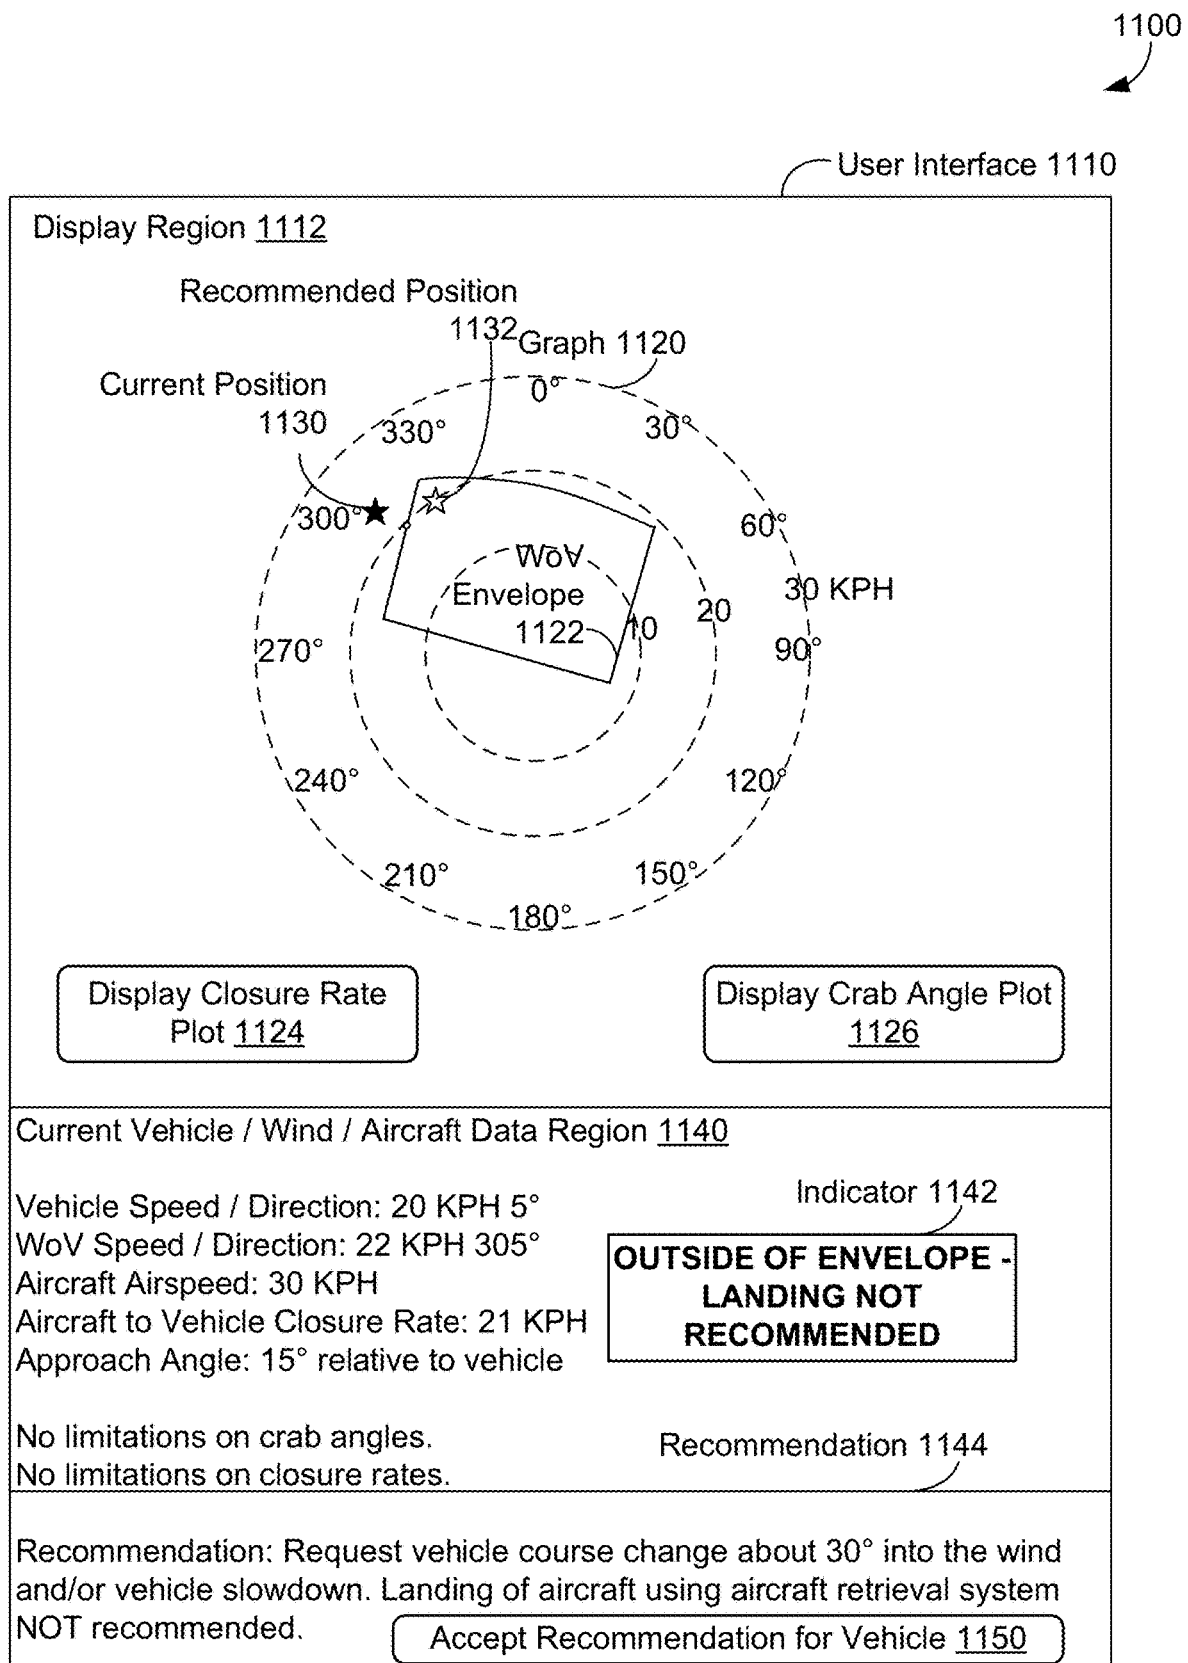 1100
User Interface 1110
Display Region 1112
Recommended Position
1132
Graph 1120
Current Position
1130
0°
330°
30°
300°
60°
WoV
Envelope
1122
30 KPH
20
10
270°
90°
240°
120°
210°
150°
180°
Display Closure Rate
Plot 1124
Display Crab Angle Plot
1126
Current Vehicle / Wind / Aircraft Data Region 1140
Vehicle Speed / Direction: 20 KPH 5°
WoV Speed / Direction: 22 KPH 305°
Aircraft Airspeed: 30 KPH
Aircraft to Vehicle Closure Rate: 21 KPH
Approach Angle: 15° relative to vehicle
Indicator 1142
OUTSIDE OF ENVELOPE -
LANDING NOT
RECOMMENDED
No limitations on crab angles.
No limitations on closure rates.
Recommendation 1144
Recommendation: Request vehicle course change about 30° into the wind
and/or vehicle slowdown. Landing of aircraft using aircraft retrieval system
NOT recommended.
Accept Recommendation for Vehicle 1150